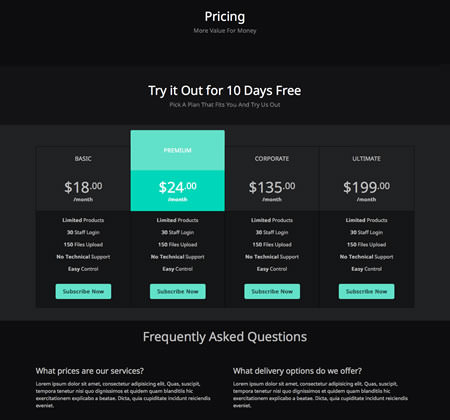 Pricing
More Value For Money
Try it Out for 10 Days Free
Pick A Plan That Fits You And Try Us Out
BASIC
$18.00
/month
Limited Products
30 Staff Login
150 Files Upload
No Technical Support
Easy Control
Subscribe Now
PREMIUM
$24.00
/month
Limited Products
30 Staff Login
150 Files Upload
No Technical Support
Easy Control
Subscribe Now
CORPORATE
$135.00
/month
Limited Products
30 Staff Login
150 Files Upload
No Technical Support
Easy Control
Subscribe Now
ULTIMATE
$199.00
/month
Limited Products
30 Staff Login
150 Files Upload
No Technical Support
Easy Control
Subscribe Now
Frequently Asked Questions
What prices are our services?
Lorem ipsum dolor sit amet, consectetur adipisicing elit. Quas, suscipit,
tempora tenetur nemo quo dignissimos et quidem quam blanditiis hic
exercitationem explicabo a beatae. Dicta, quo cupidatat incidunt reiciendis
eveniet.
What delivery options do we offer?
Lorem ipsum dolor sit amet, consectetur adipisicing elit. Quas, suscipit,
tempora tenetur nemo quo dignissimos et quidem quam blanditiis hic
exercitationem explicabo a beatae. Dicta, quo cupidatat incidunt reiciendis
eveniet.